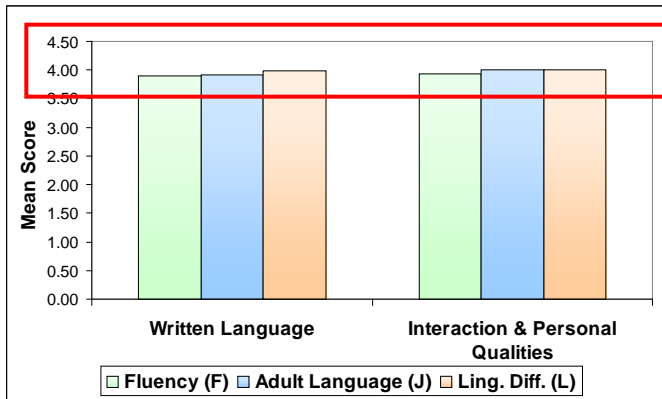 4.50
4.00
3.50
3.00
2.50
2.00
1.50
1.00
0.50
0.00
Mean Score
Written Language
Interaction & Personal
Qualities
Fluency (F) Adult Language (J) Ling. Diff. (L)